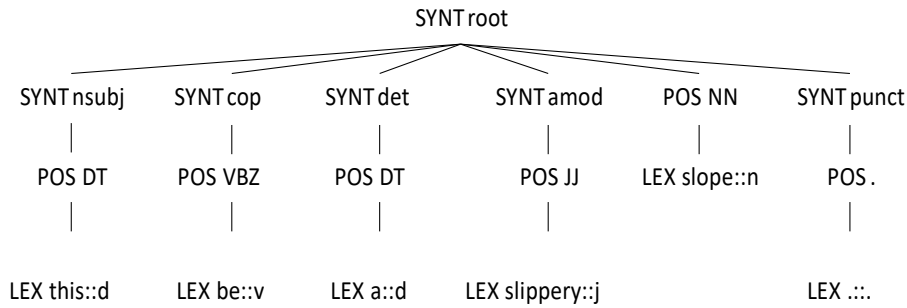 SYNT root
SYNT nsubj SYNT cop SYNT det SYNT amod POS NN SYNT punct
POS DT POS VBZ POS DT POS JJ LEX slope::n POS .
LEX this::d LEX be::v LEX a::d LEX slippery::j LEX .::.